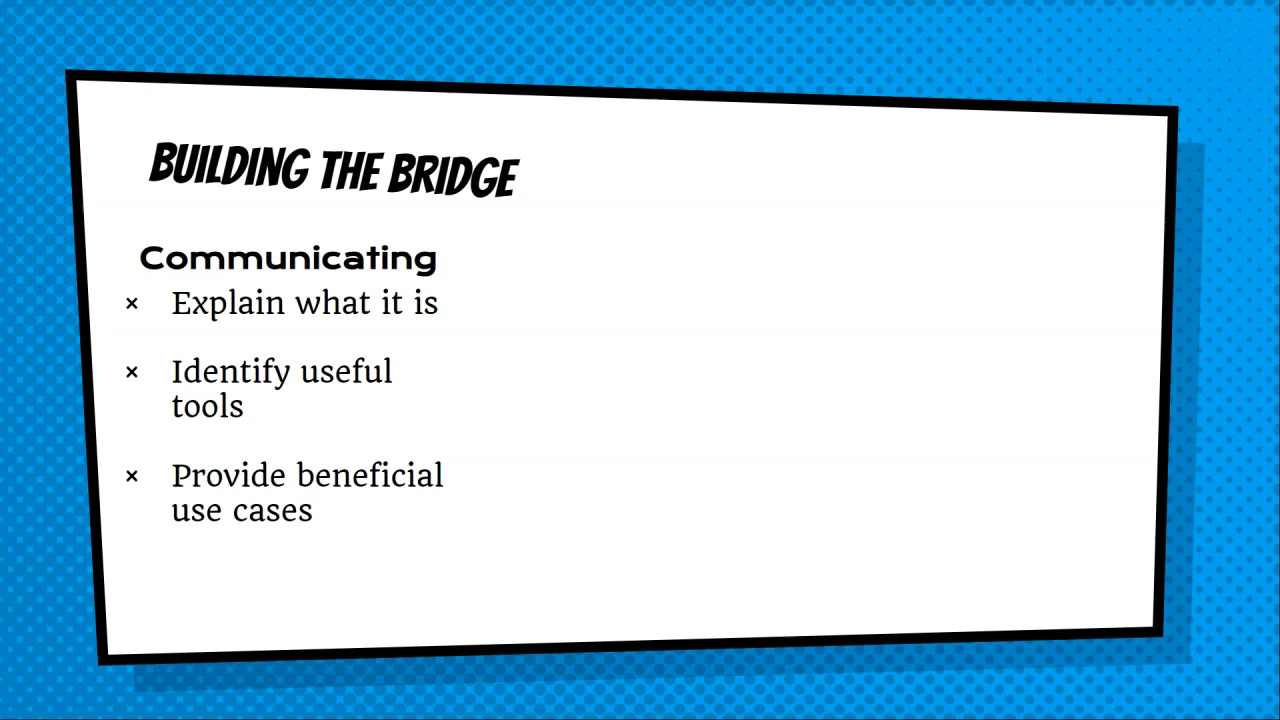 BUILDING THE BRIDGE
Communicating
× Explain what it is
× Identify useful
tools
× Provide beneficial
use cases